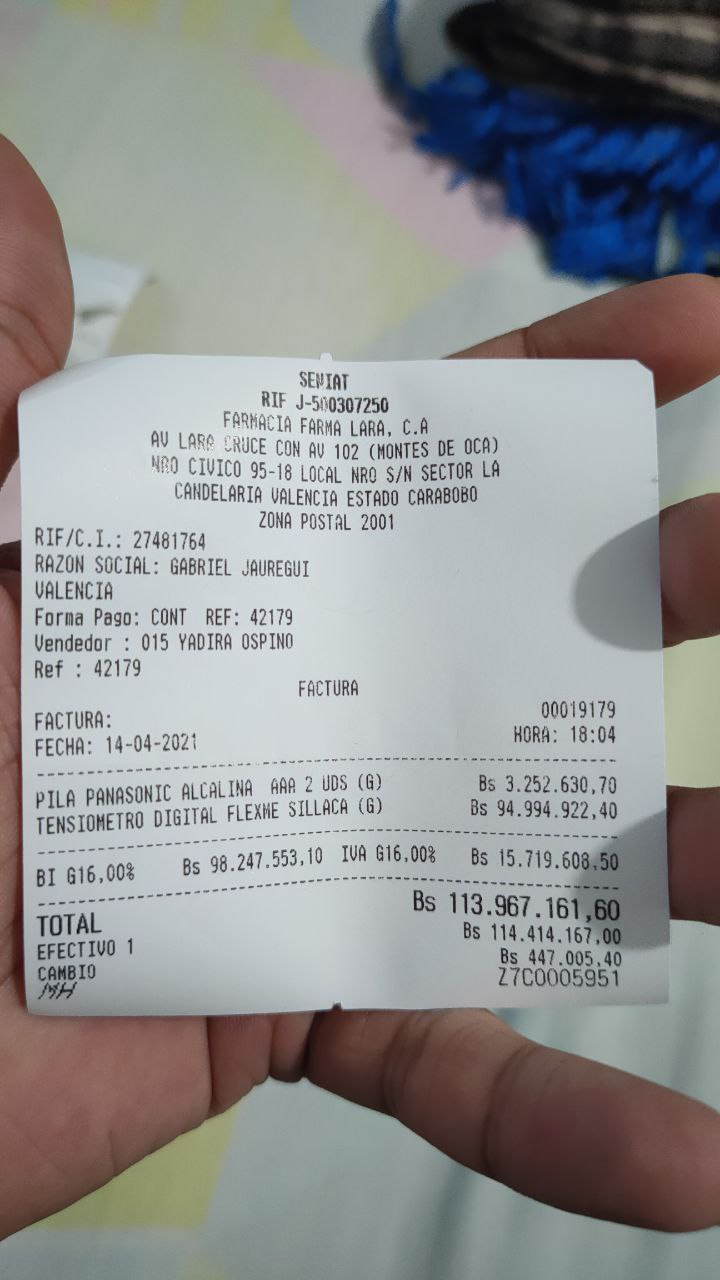 SENIAT
RIF J-500307250
FARMACIA FARMA LARA, C.A
AV LARA CRUCE CON AV 102 (MONTES DE OCA)
NRO CIVICO 95-18 LOCAL NRO S/N SECTOR LA
CANDELARIA VALENCIA ESTADO CARABOBO
ZONA POSTAL 2001
RIF/C.I.: 27481764
RAZON SOCIAL: GABRIEL JAUREGUI
VALENCIA
Forma Pago: CONT REF: 42179
Vendedor : 015 YADIRA OSPINO
Ref : 42179
FACTURA
FACTURA: 00019179
FECHA: 14-04-2021 HORA: 18:04
PILA PANASONIC ALCALINA AAA 2 UDS (G) Bs 3.252.630,70
TENSIOMETRO DIGITAL FLEXNE SILLACA (G) Bs 94.994.922,40
BI G16,00% Bs 98.247.553,10 IVA G16,00% Bs 15.719.608,50
TOTAL Bs 113.967.161,60
EFECTIVO 1 Bs 114.414.167,00
CAMBIO Bs 447.005,40
MH Z7C0005951